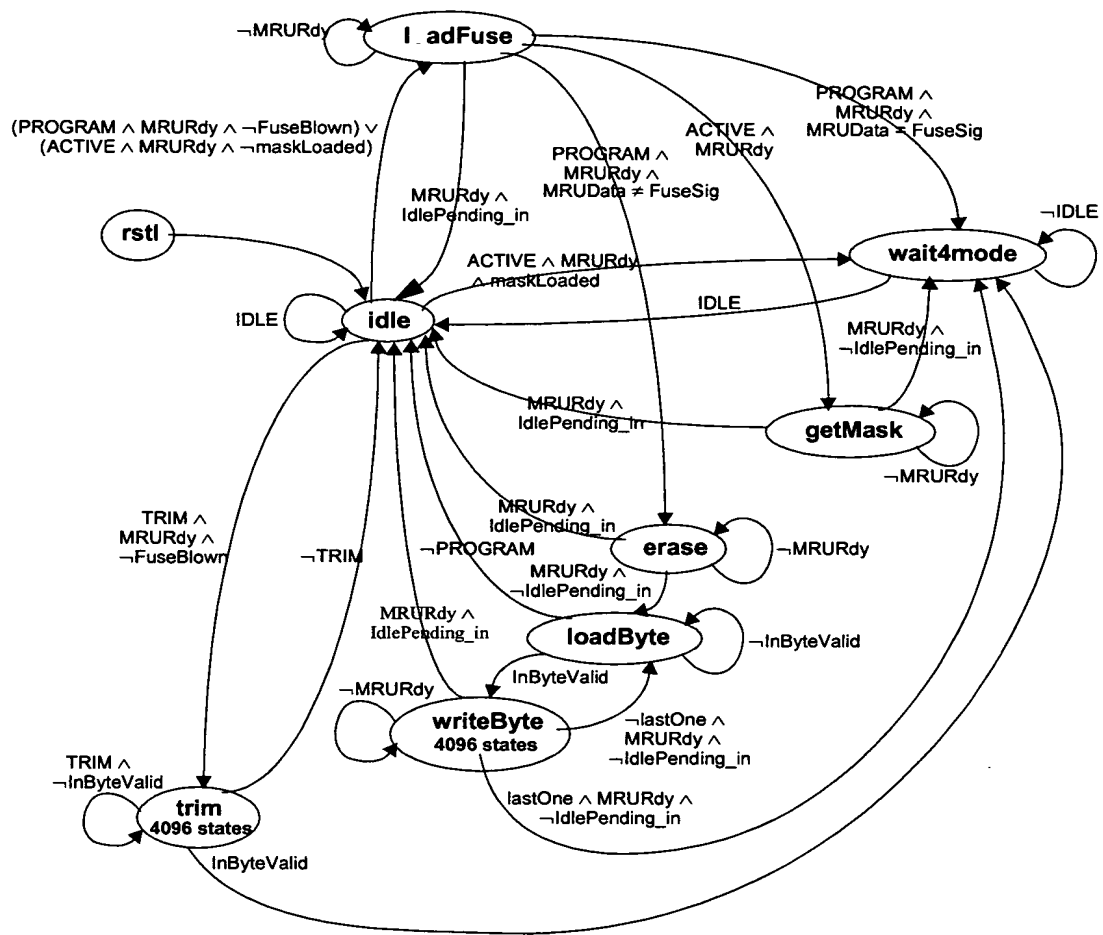 ¬MRURdy
l_adFuse
(PROGRAM ∧ MRURdy ∧ ¬FuseBlown) ∨
(ACTIVE ∧ MRURdy ∧ ¬maskLoaded)
MRURdy ∧
IdlePending_in
PROGRAM ∧
MRURdy ∧
MRUData ≠ FuseSig
ACTIVE ∧
MRURdy
PROGRAM ∧
MRURdy ∧
MRUData = FuseSig
rstl
¬IDLE
wait4mode
ACTIVE ∧ MRURdy
∧ maskLoaded
IDLE
IDLE
idle
MRURdy ∧
¬IdlePending_in
MRURdy ∧
IdlePending_in
getMask
¬MRURdy
TRIM ∧
MRURdy ∧
¬FuseBlown
¬TRIM
MRURdy ∧
IdlePending_in
¬PROGRAM
erase
¬MRURdy
MRURdy ∧
¬IdlePending_in
MRURdy ∧
IdlePending_in
loadByte
¬InByteValid
InByteValid
¬MRURdy
writeByte
4096 states
¬lastOne ∧
MRURdy ∧
¬IdlePending_in
TRIM ∧
¬InByteValid
trim
4096 states
lastOne ∧ MRURdy ∧
¬IdlePending_in
InByteValid